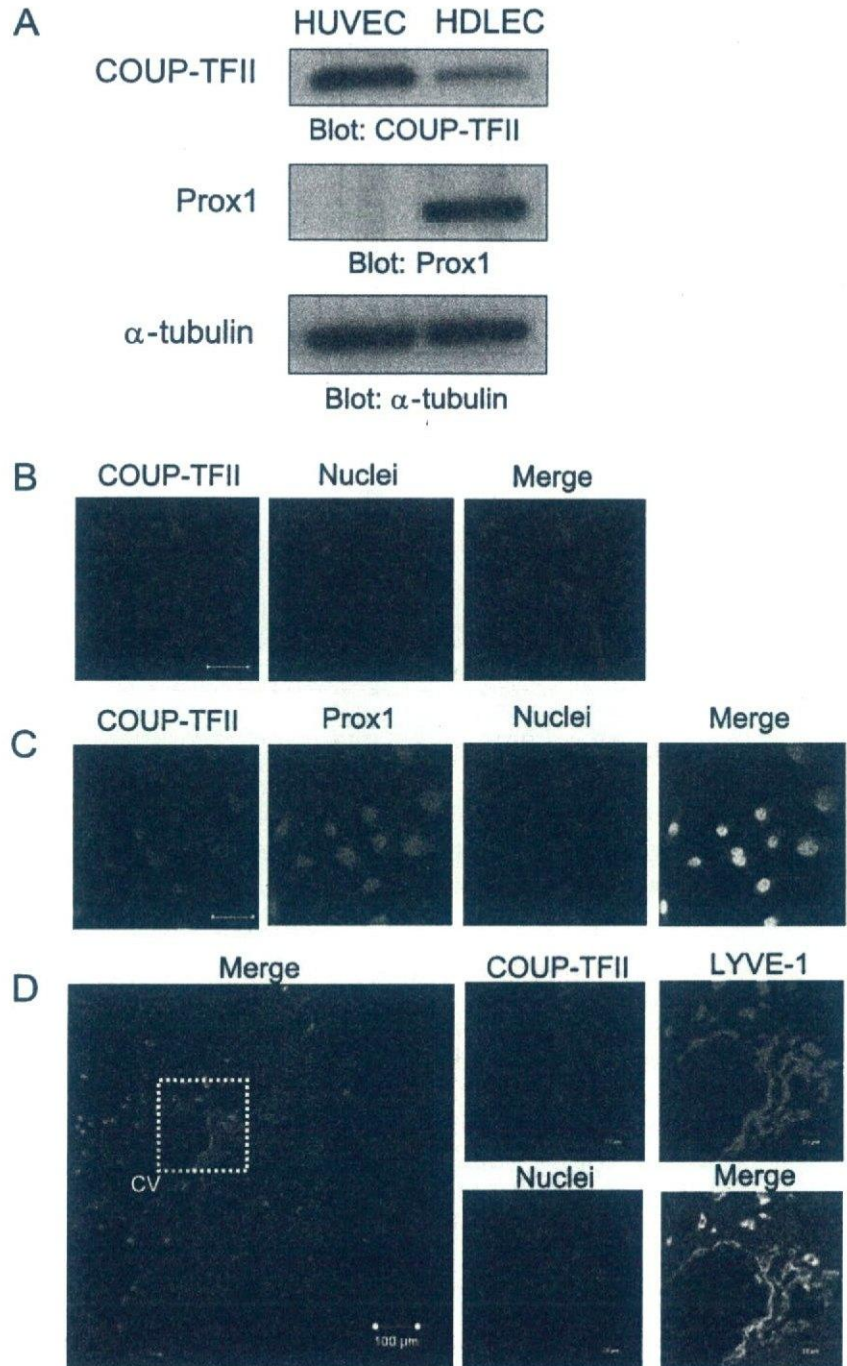 A
HUVEC HDLEC
COUP-TFII
Blot: COUP-TFII
Prox1
Blot: Prox1
α-tubulin
Blot: α-tubulin
B
COUP-TFII Nuclei Merge
C
COUP-TFII Prox1 Nuclei Merge
D
Merge COUP-TFII LYVE-1
CV
Nuclei Merge
100 μm